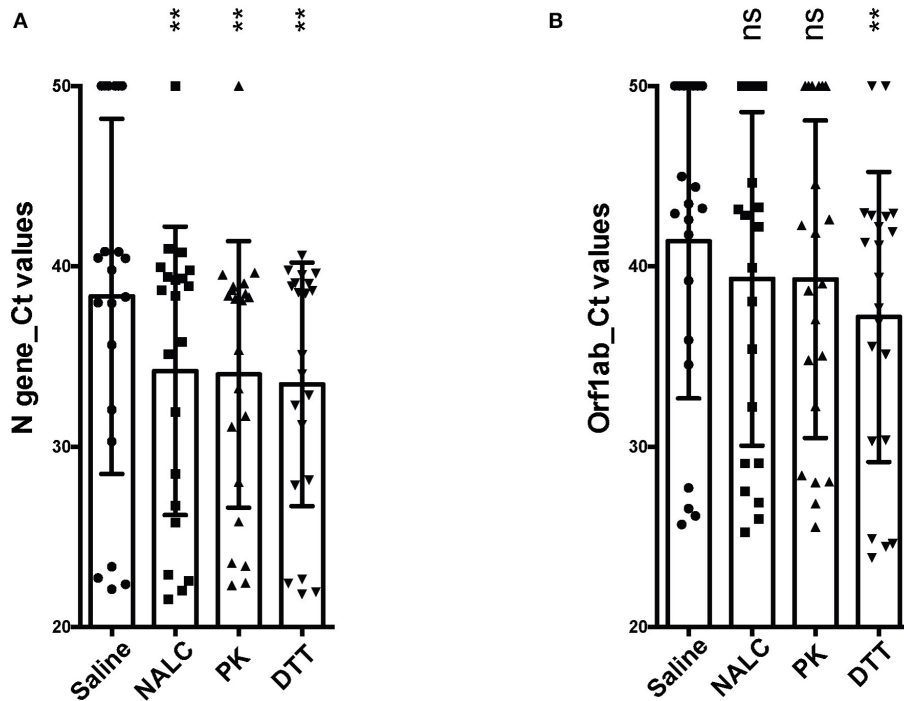 A
** ** **
N gene_Ct values
50
40
30
20
Saline NALC PK DTT
B
ns ns **
Orf1ab_Ct values
50
40
30
20
Saline NALC PK DTT